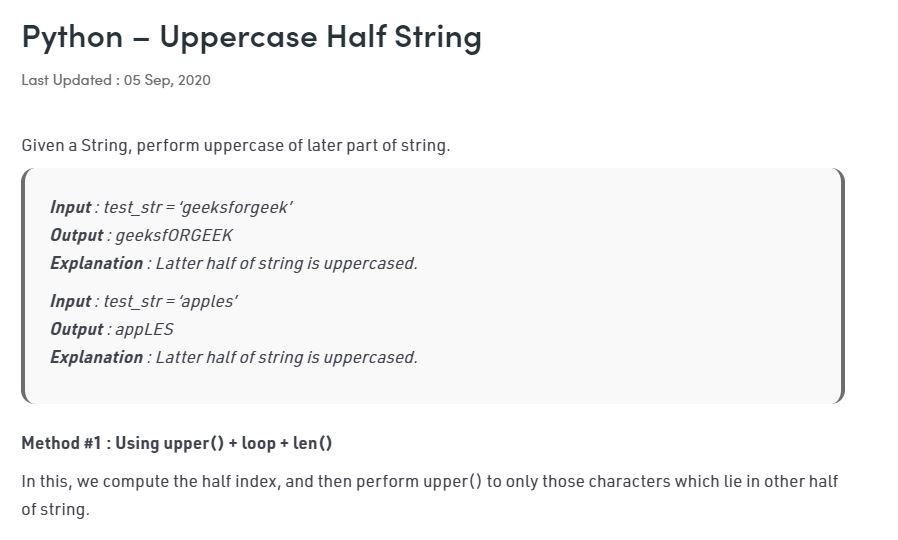 Python – Uppercase Half String
Last Updated : 05 Sep, 2020
Given a String, perform uppercase of later part of string.
Input : test_str = ‘geeksforgeek’
Output : geeksfORGEEK
Explanation : Latter half of string is uppercased.
Input : test_str = ‘apples’
Output : appLES
Explanation : Latter half of string is uppercased.
Method #1 : Using upper() + loop + len()
In this, we compute the half index, and then perform upper() to only those characters which lie in other half
of string.